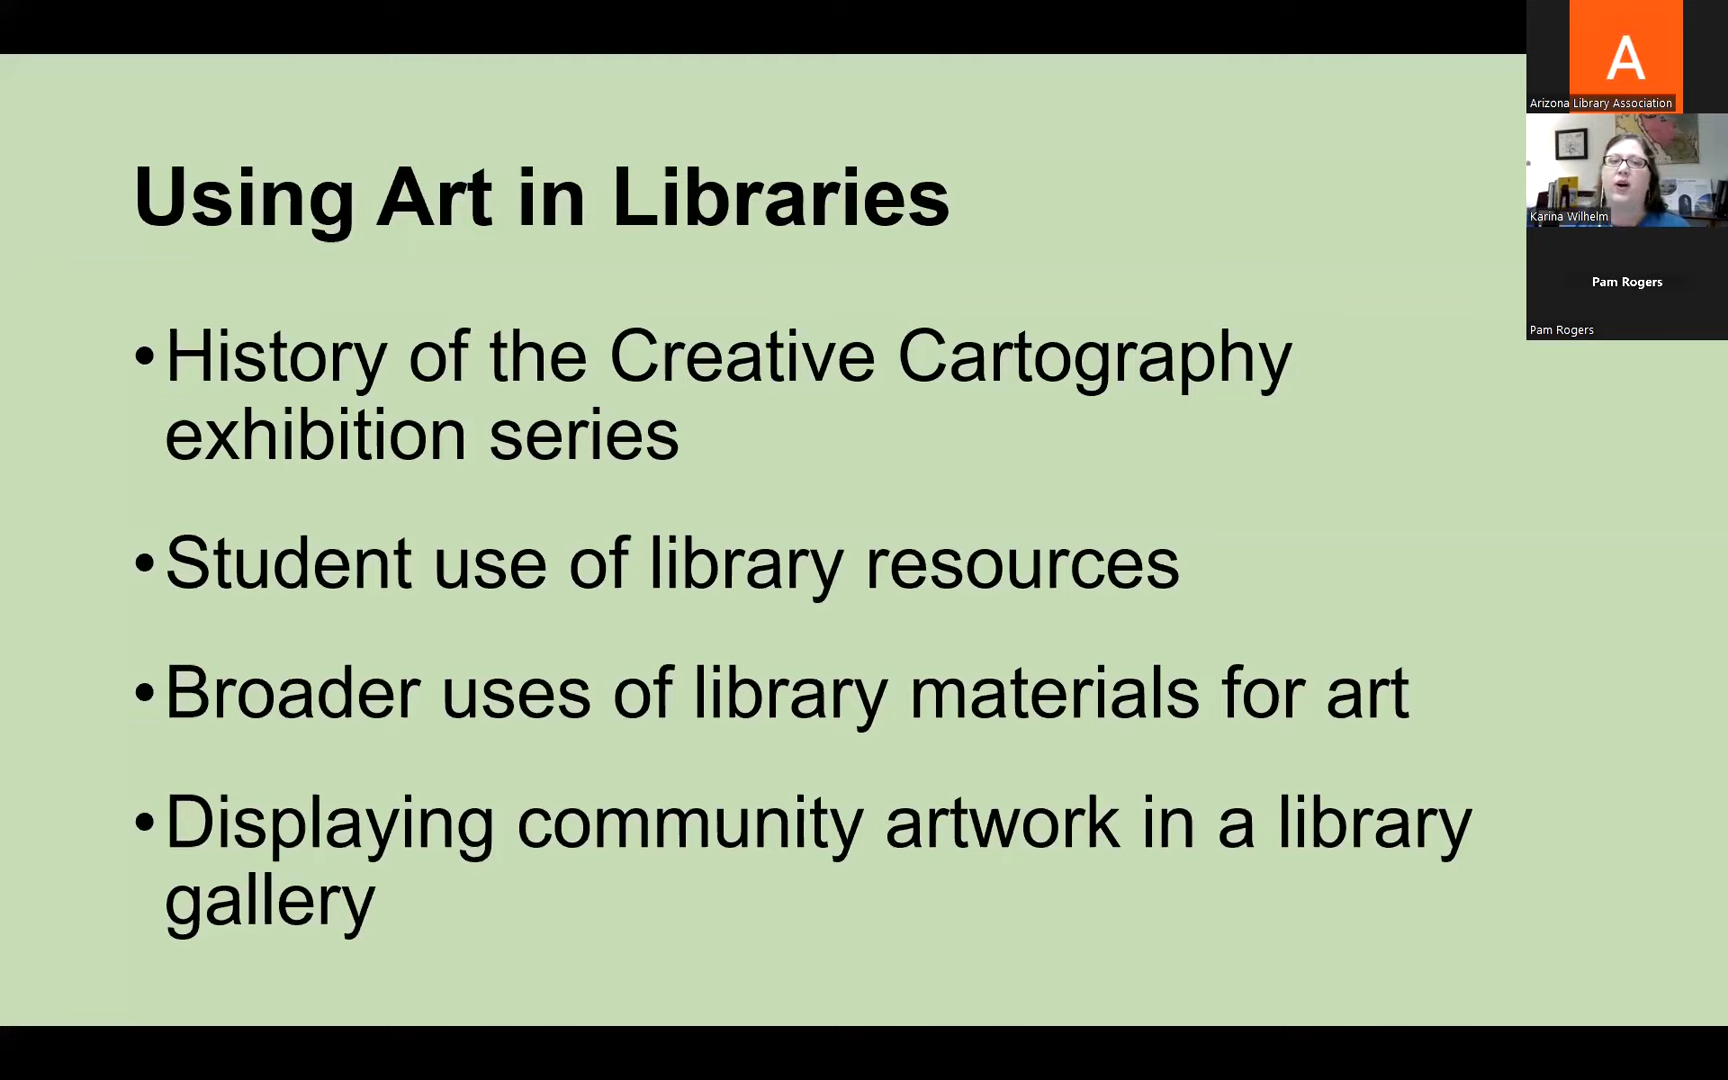 Using Art in Libraries
•History of the Creative Cartography
exhibition series
•Student use of library resources
•Broader uses of library materials for art
•Displaying community artwork in a library
gallery
A
Arizona Library Association
Karina Wilhelm
Pam Rogers
Pam Rogers